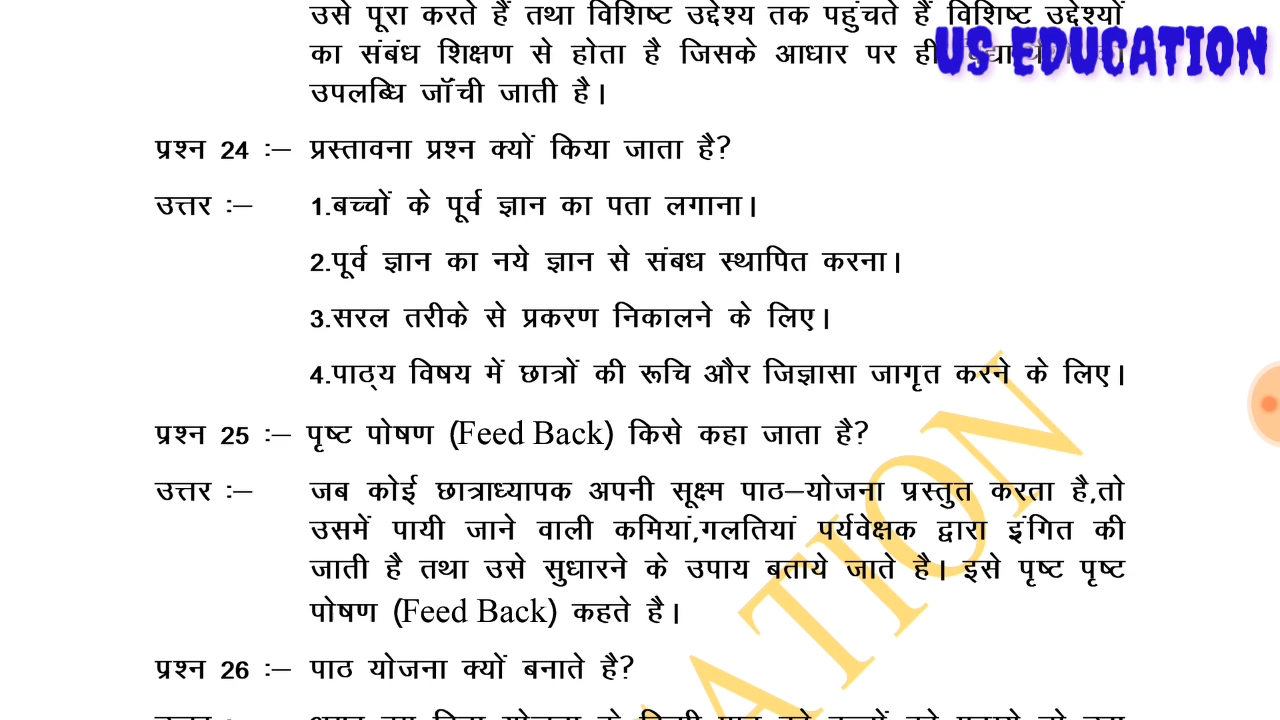 उसे पूरा करते हैं तथा विशिष्ट उद्देश्य तक पहुंचते हैं विशिष्ट उद्देश्यों
US EDUCATION
का संबंध शिक्षण से होता है जिसके आधार पर ही
उपलब्धि जॉची जाती है।
प्रश्न 24 :– प्रस्तावना प्रश्न क्यों किया जाता है?
उत्तर :– 1.बच्चों के पूर्व ज्ञान का पता लगाना।
2.पूर्व ज्ञान का नये ज्ञान से संबध स्थापित करना।
3.सरल तरीके से प्रकरण निकालने के लिए।
4.पाठ्य विषय में छात्रों की रूचि और जिज्ञासा जागृत करने के लिए।
प्रश्न 25 :– पृष्ट पोषण (Feed Back) किसे कहा जाता है?
उत्तर :– जब कोई छात्राध्यापक अपनी सूक्ष्म पाठ–योजना प्रस्तुत करता है,तो
उसमें पायी जाने वाली कमियां,गलतियां पर्यवेक्षक द्वारा इंगित की
जाती है तथा उसे सुधारने के उपाय बताये जाते है। इसे पृष्ट पृष्ट
पोषण (Feed Back) कहते है।
प्रश्न 26 :– पाठ योजना क्यों बनाते है?
ATION